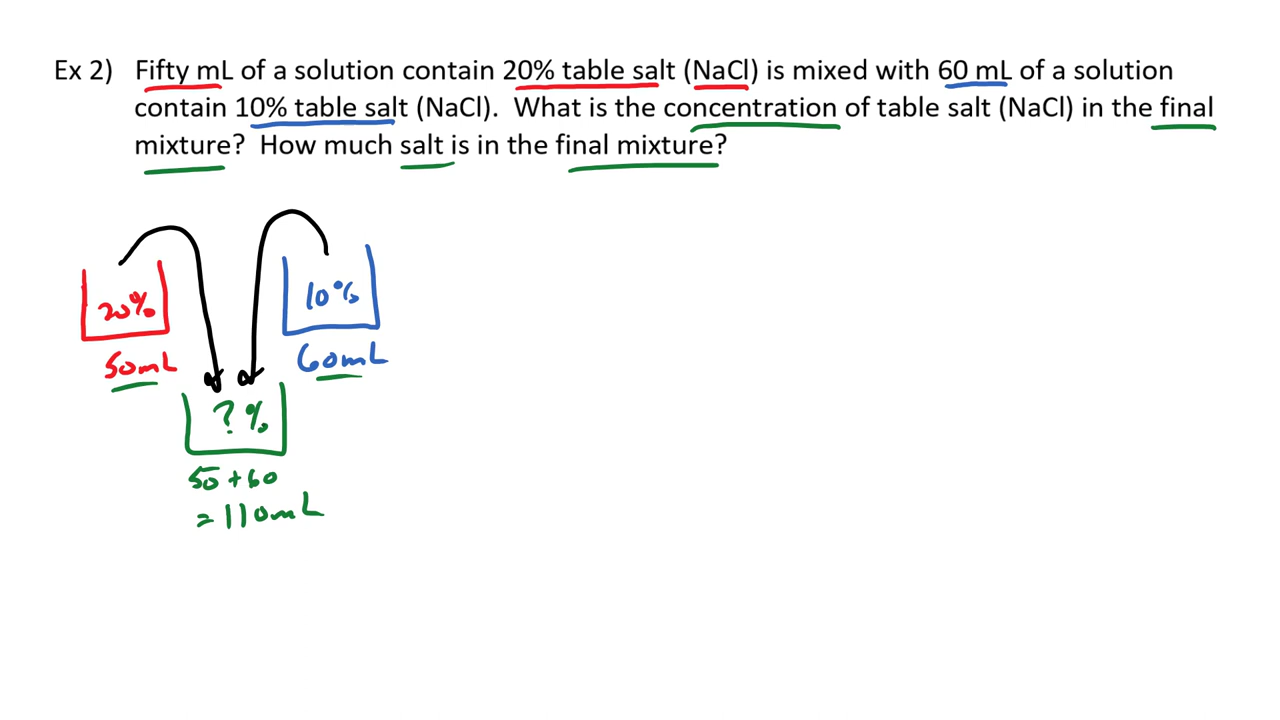 Ex 2) Fifty mL of a solution contain 20% table salt (NaCl) is mixed with 60 mL of a solution
contain 10% table salt (NaCl). What is the concentration of table salt (NaCl) in the final
mixture? How much salt is in the final mixture?
20%
10%
50mL
60mL
? %
50 + 60
= 110mL